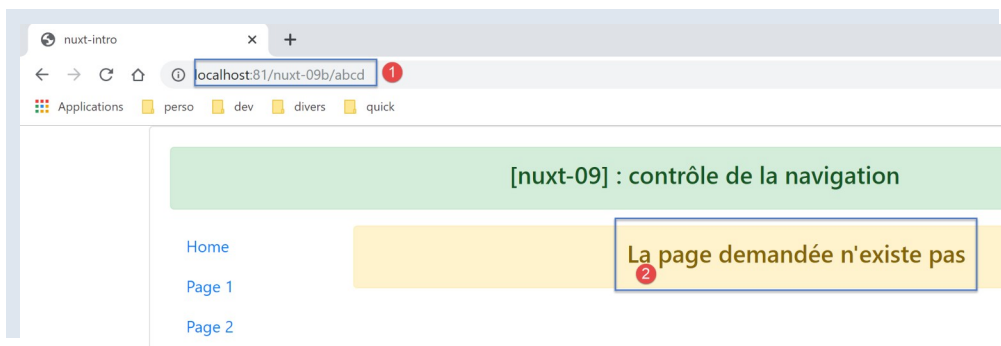 nuxt-intro
localhost:81/nuxt-09b/abcd 1
Applications perso dev divers quick
[nuxt-09] : contrôle de la navigation
Home
La page demandée n'existe pas
2
Page 1
Page 2